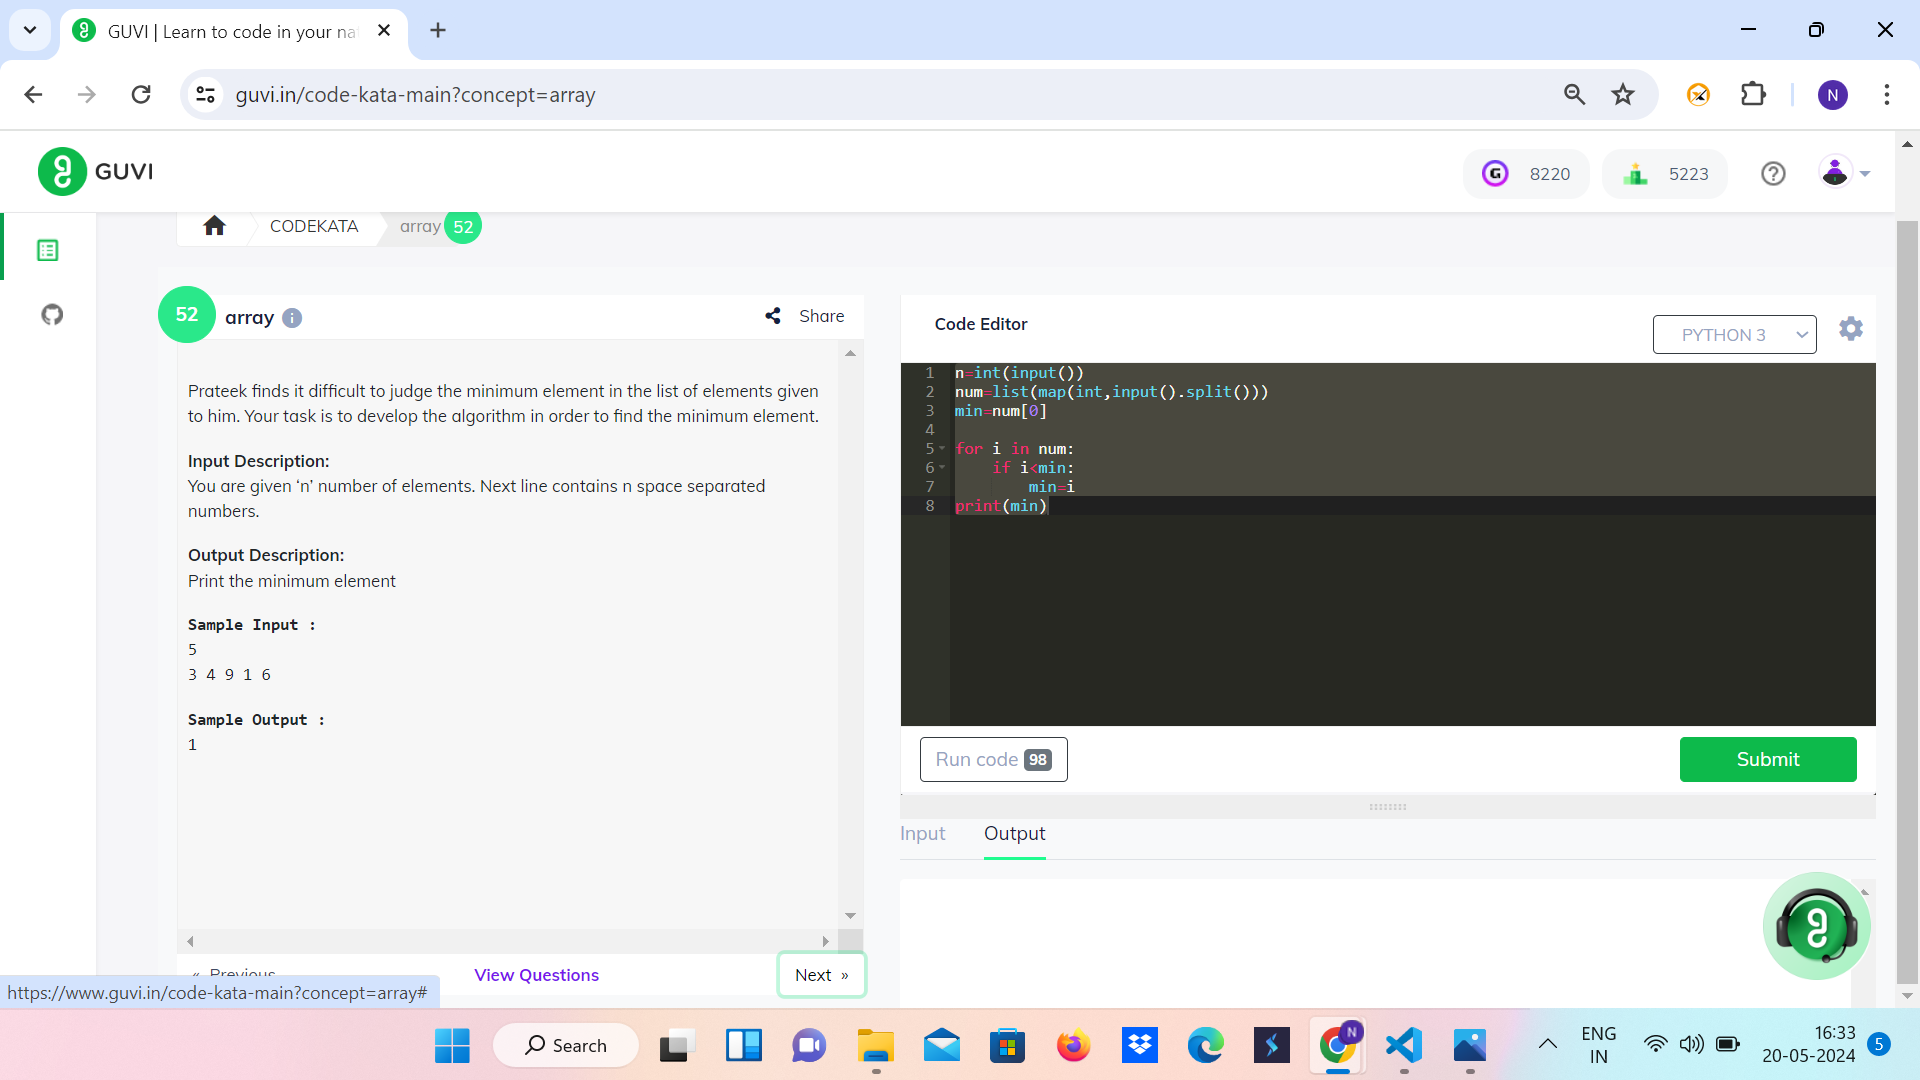 GUVI | Learn to code in your na
guvi.in/code-kata-main?concept=array
N
GUVI
8220
5223
CODEKATA
array 52
52 array
Share
Prateek finds it difficult to judge the minimum element in the list of elements given
to him. Your task is to develop the algorithm in order to find the minimum element.
Input Description:
You are given ‘n’ number of elements. Next line contains n space separated
numbers.
Output Description:
Print the minimum element
Sample Input :
5
3 4 9 1 6
Sample Output :
1
« Previous
View Questions
Next »
Code Editor
PYTHON 3
1 n=int(input())
2 num=list(map(int,input().split()))
3 min=num[0]
4
5 for i in num:
6     if i<min:
7         min=i
8 print(min)
Run code 98
Submit
Input
Output
https://www.guvi.in/code-kata-main?concept=array#
Search
N
ENG
IN
16:33
20-05-2024
5